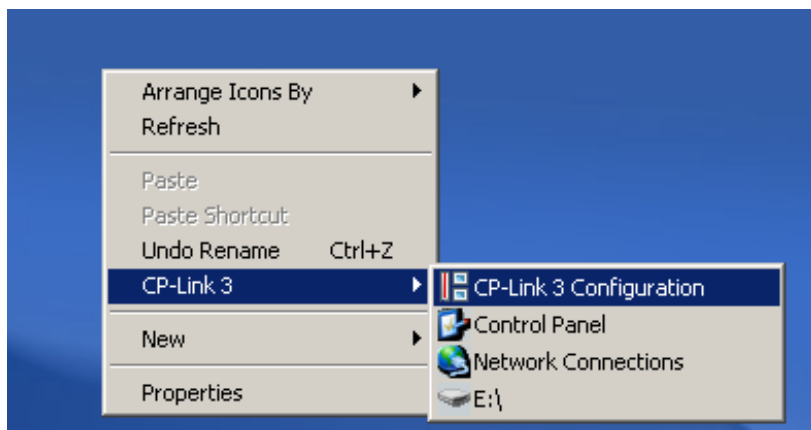 Arrange Icons By
Refresh
Paste
Paste Shortcut
Undo Rename Ctrl+Z
CP-Link 3
CP-Link 3 Configuration
Control Panel
New
Network Connections
Properties
E:\